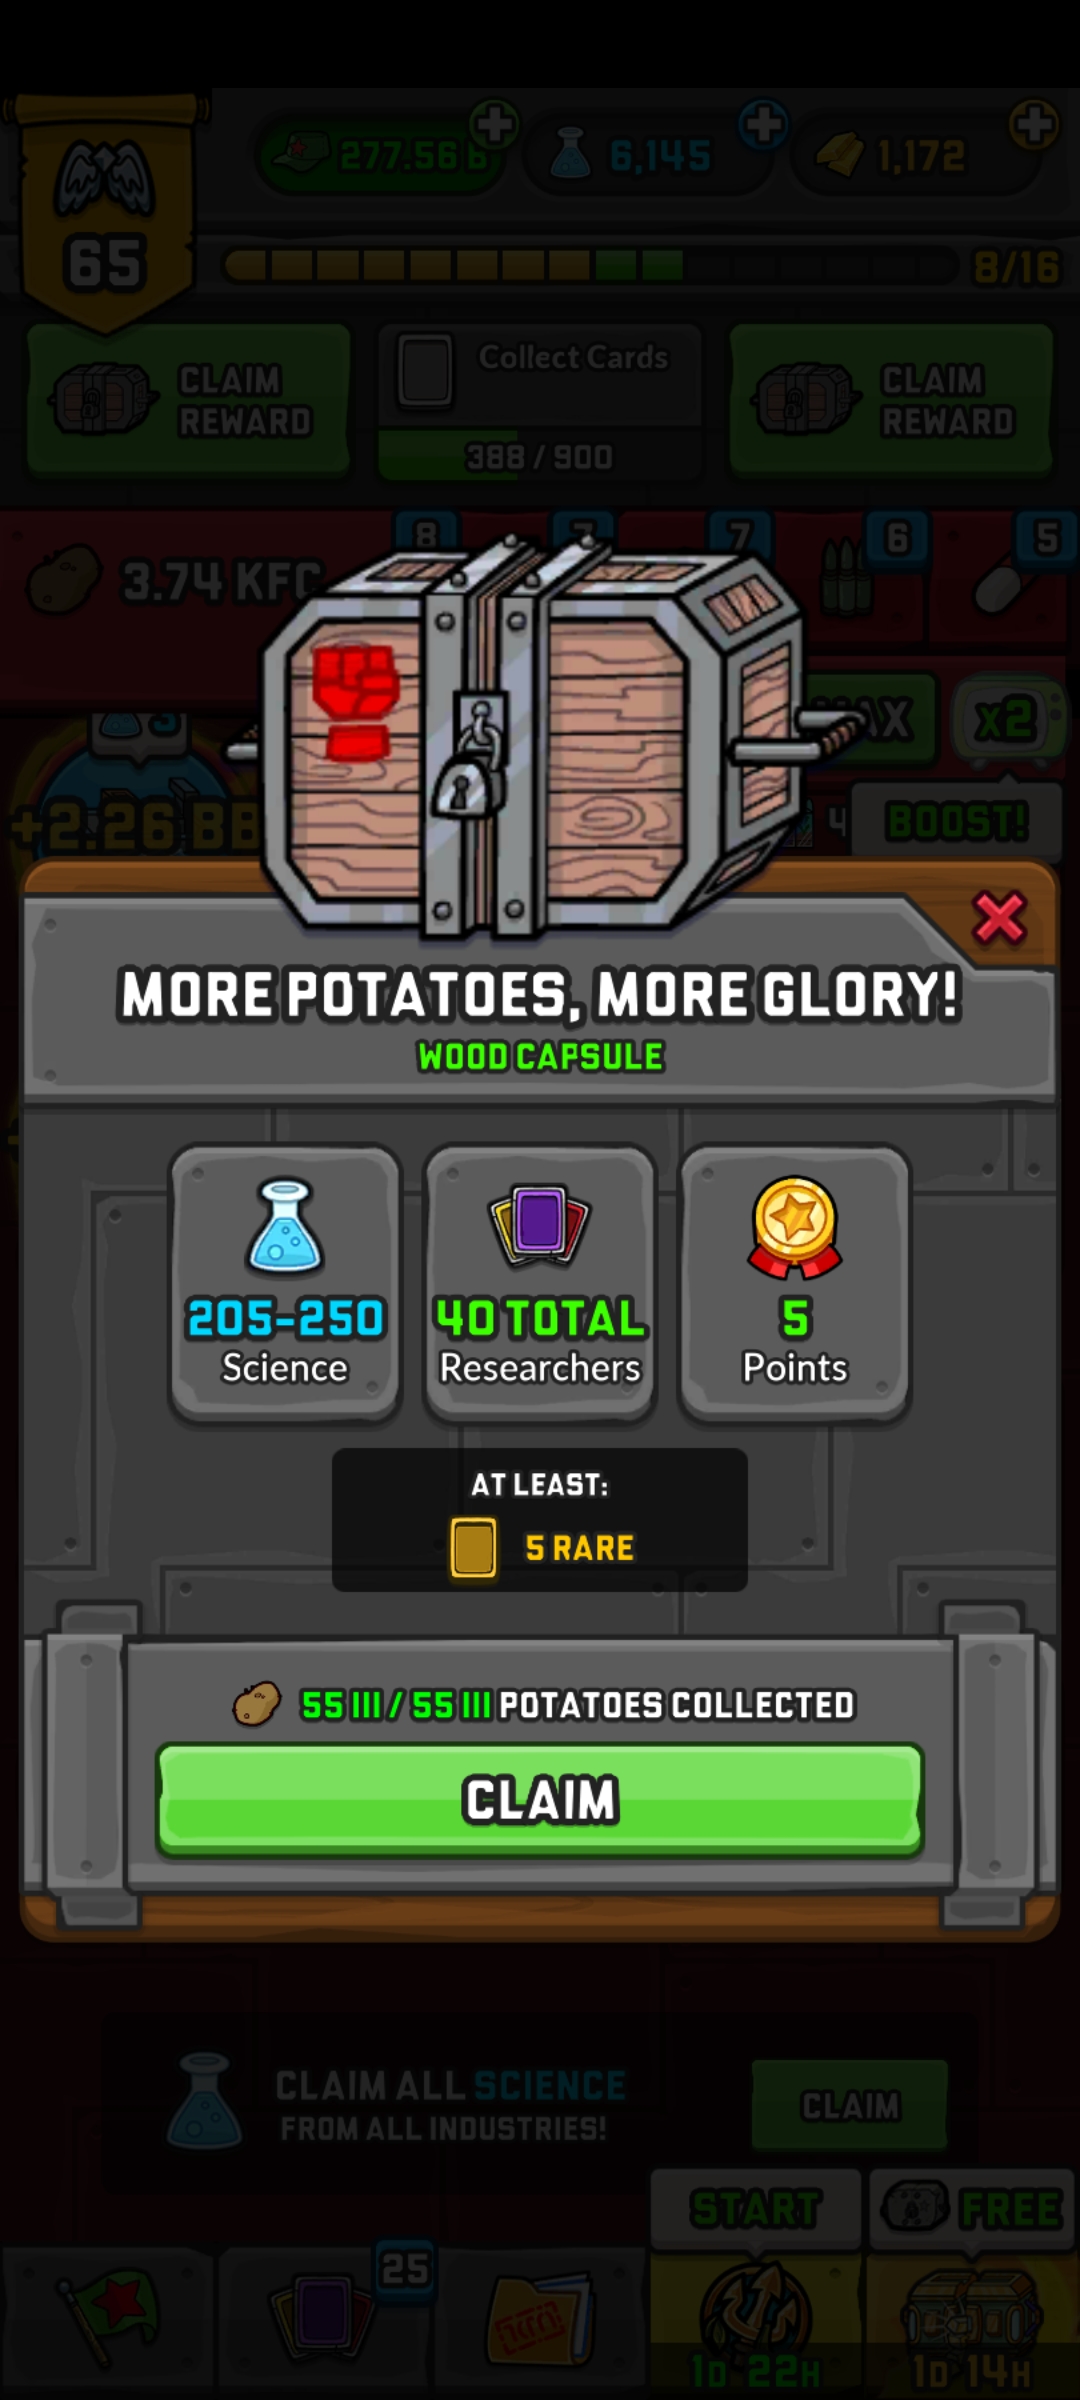 277.56 B
6,145
1,172
65
8/16
CLAIM
REWARD
Collect Cards
388 / 900
CLAIM
REWARD
8
7
7
6
5
3.74 KFC
3
MAX
x2
+2.26 BB
4
BOOST!
MORE POTATOES, MORE GLORY!
WOOD CAPSULE
205-250
Science
40 TOTAL
Researchers
5
Points
AT LEAST:
5 RARE
55 III / 55 III POTATOES COLLECTED
CLAIM
CLAIM ALL SCIENCE
FROM ALL INDUSTRIES!
CLAIM
START
FREE
25
1D 22H
1D 14H